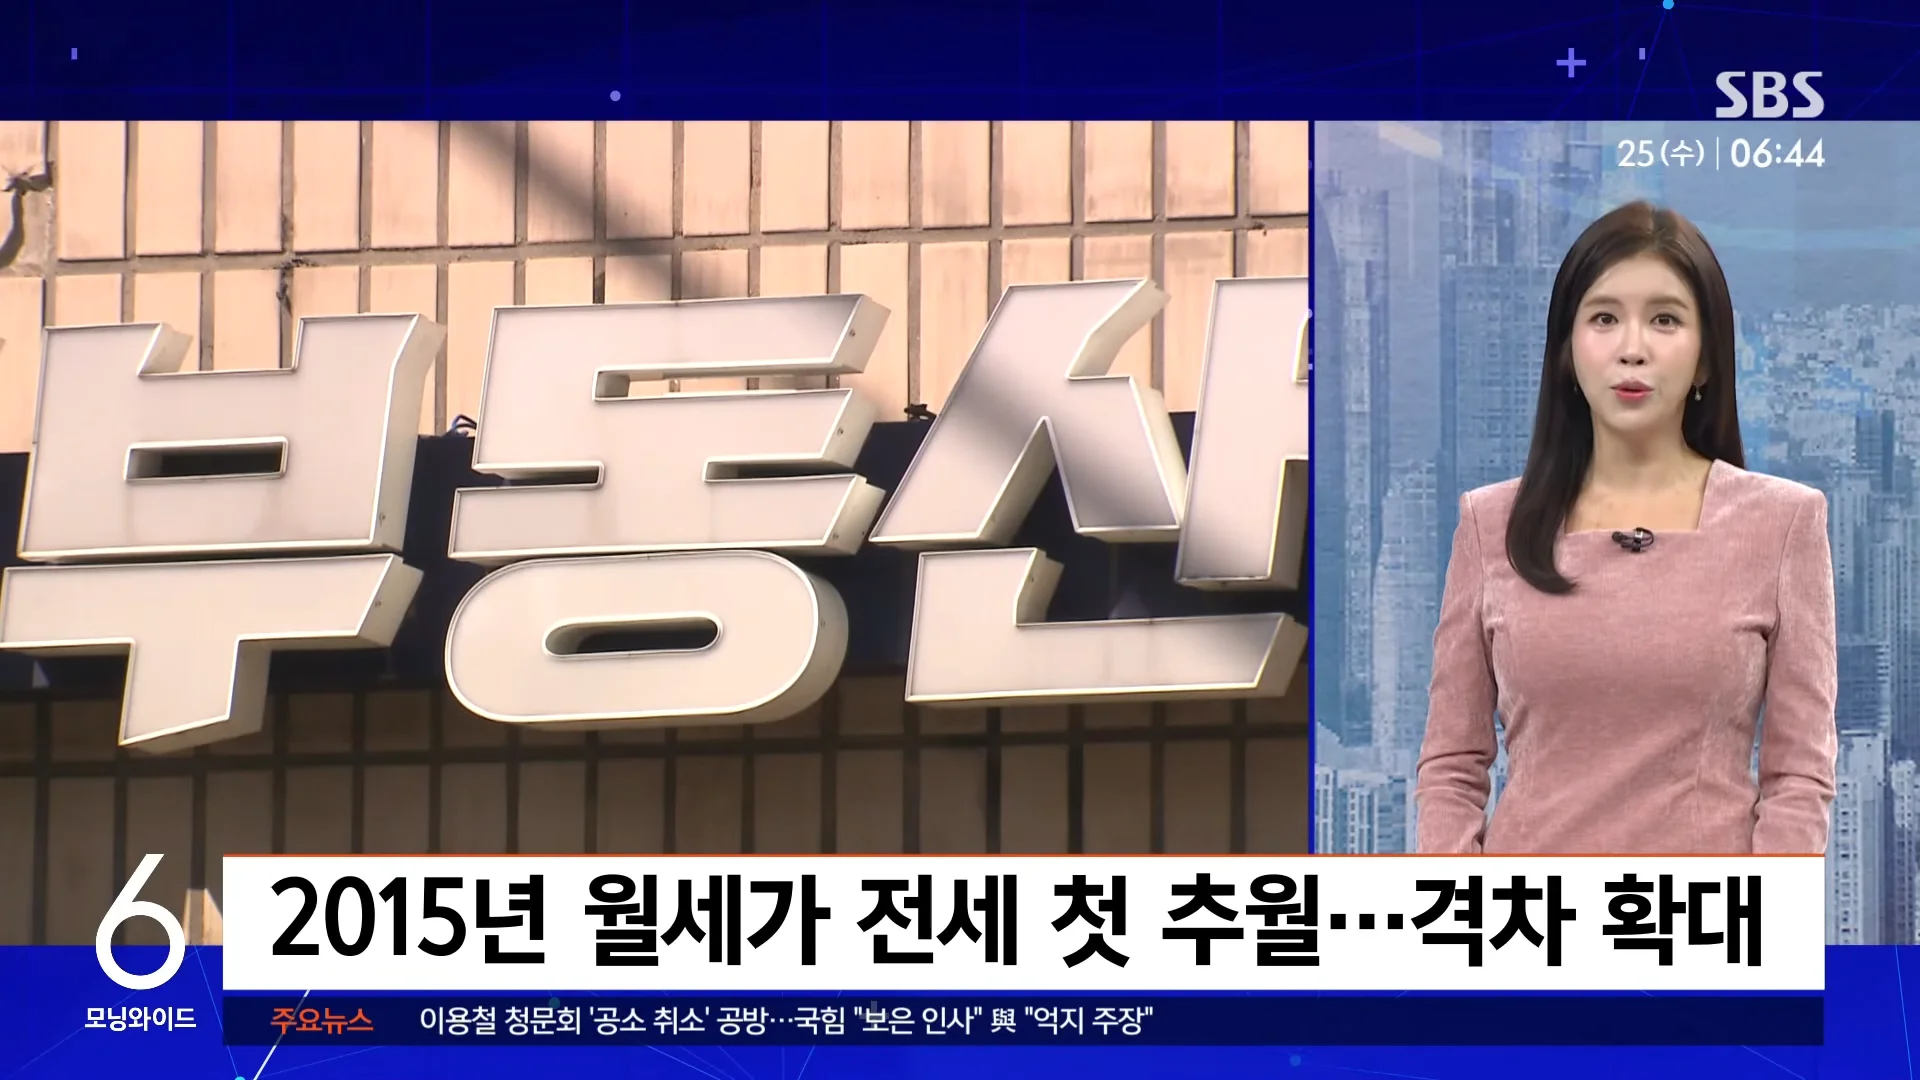 SBS
25(수) | 06:44
부동산
6
2015년 월세가 전세 첫 추월…격차 확대
모닝와이드
주요뉴스 이용철 청문회 '공소 취소' 공방…국힘 "보은 인사" 與 "억지 주장"